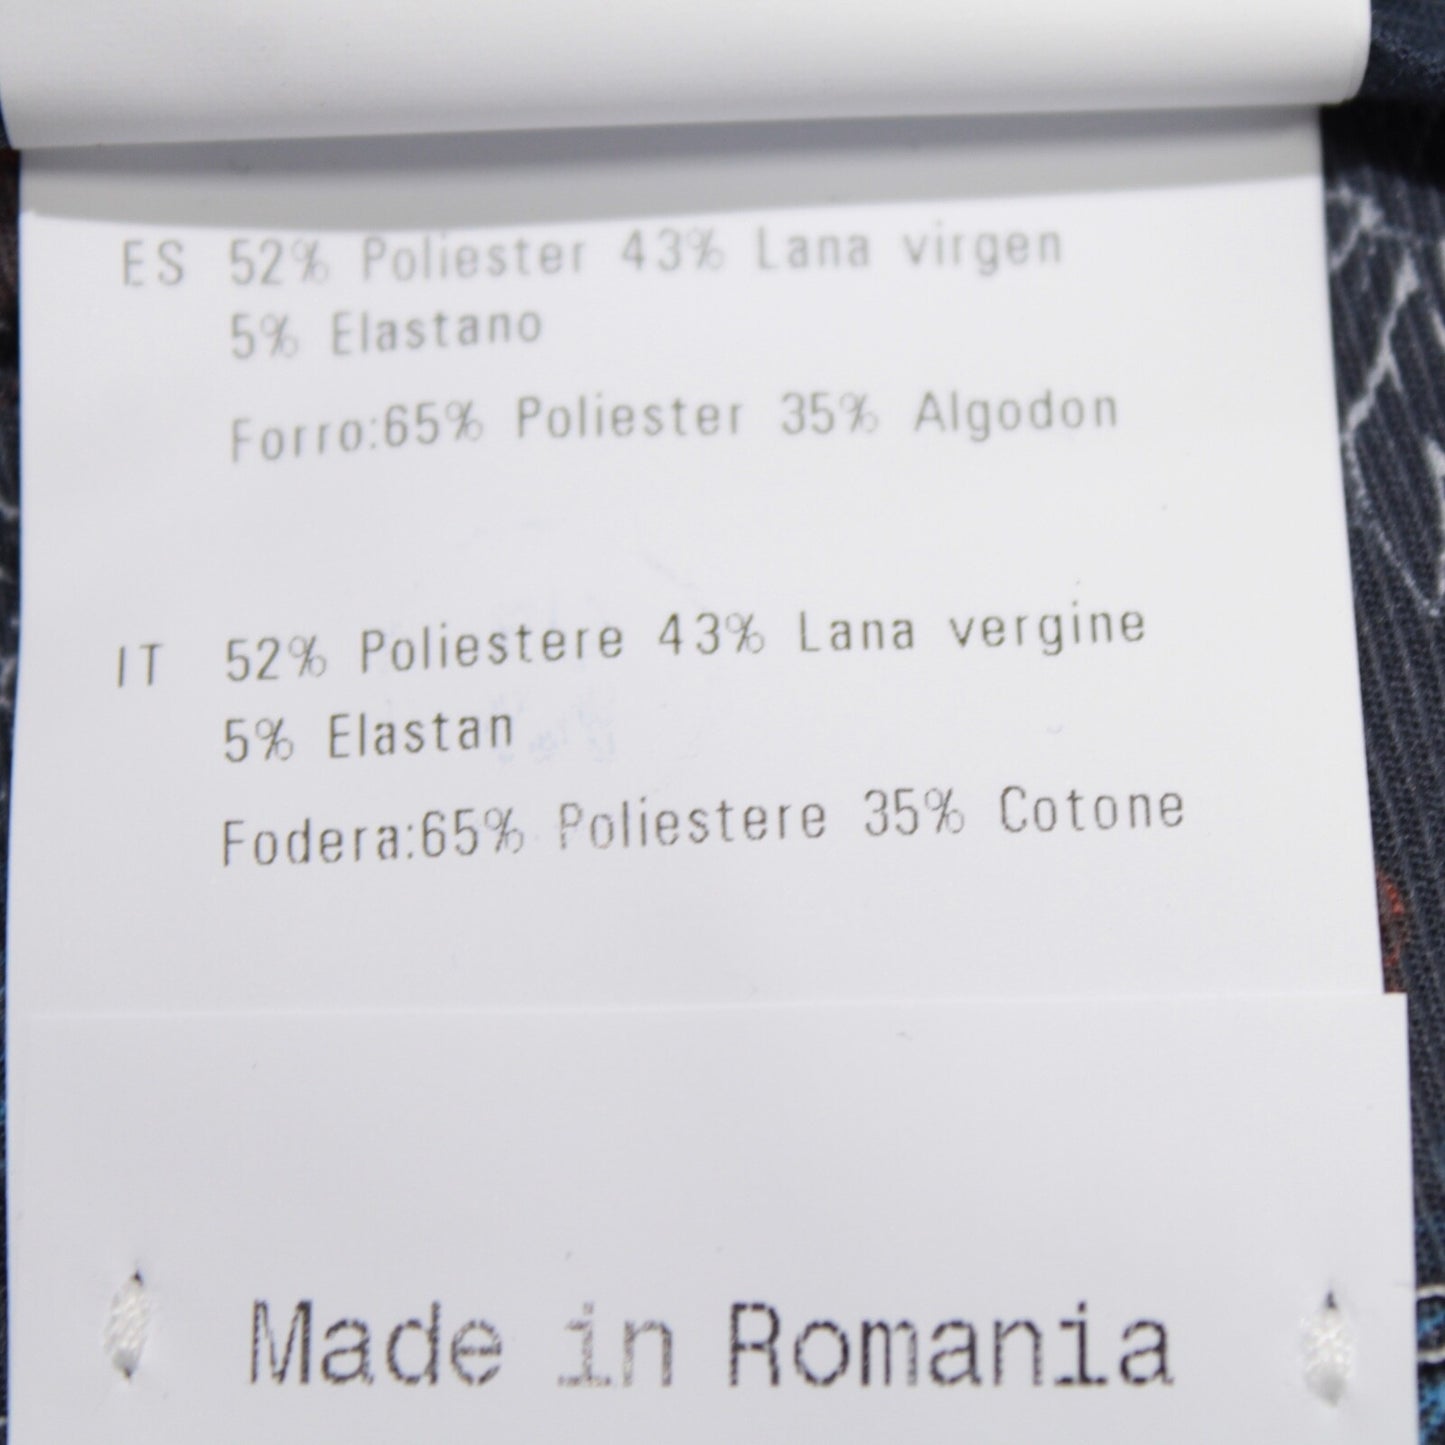 ES 52% Poliester 43% Lana virgen
5% Elastano
Forro:65% Poliester 35% Algodon
IT 52% Poliestere 43% Lana vergine
5% Elastan
Fodera:65% Poliestere 35% Cotone
Made in Romania